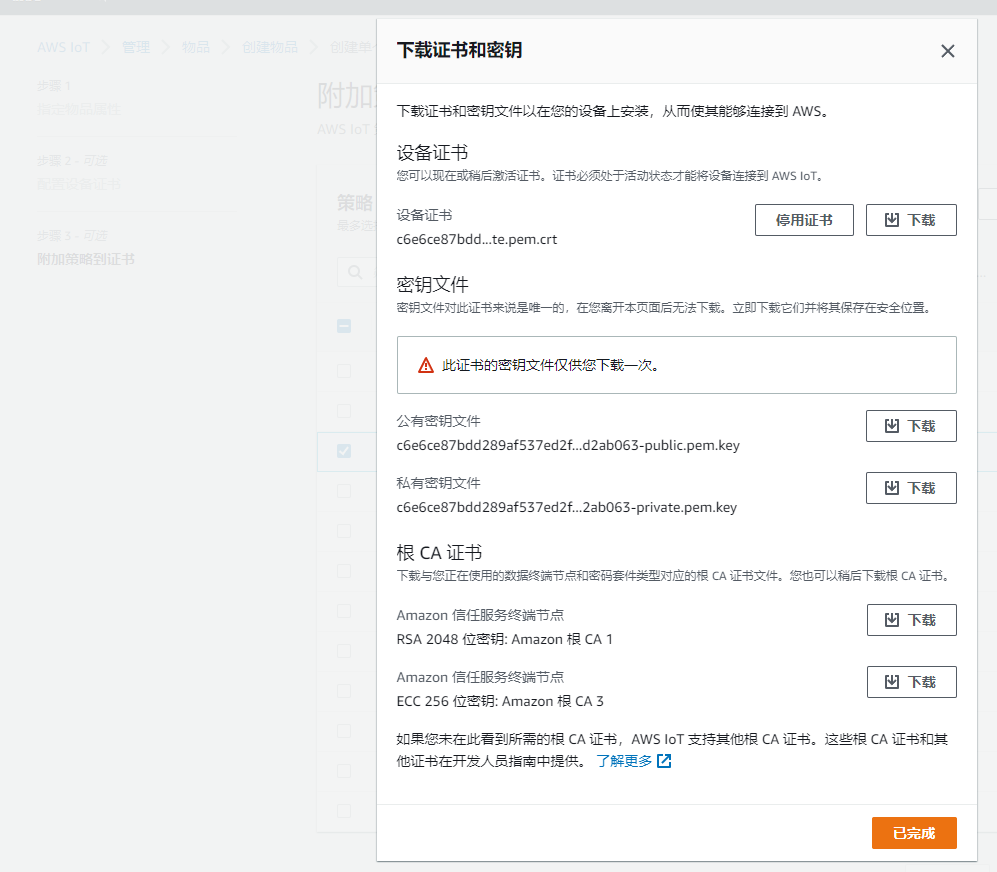 AWS IoT
管理
物品
创建物品
创建单个
步骤 1
指定物品属性
步骤 2 - 可选
配置设备证书
步骤 3 - 可选
附加策略到证书
附加
AWS IoT
策略
最多选
下载证书和密钥
下载证书和密钥文件以在您的设备上安装，从而使其能够连接到 AWS。
设备证书
您可以现在或稍后激活证书。证书必须处于活动状态才能将设备连接到 AWS IoT。
设备证书
c6e6ce87bdd...te.pem.crt
停用证书
下载
密钥文件
密钥文件对此证书来说是唯一的，在您离开本页面后无法下载。立即下载它们并将其保存在安全位置。
此证书的密钥文件仅供您下载一次。
公有密钥文件
c6e6ce87bdd289af537ed2f...d2ab063-public.pem.key
下载
私有密钥文件
c6e6ce87bdd289af537ed2f...2ab063-private.pem.key
下载
根 CA 证书
下载与您正在使用的数据终端节点和密码套件类型对应的根 CA 证书文件。您也可以稍后下载根 CA 证书。
Amazon 信任服务终端节点
RSA 2048 位密钥: Amazon 根 CA 1
下载
Amazon 信任服务终端节点
ECC 256 位密钥: Amazon 根 CA 3
下载
如果您未在此看到所需的根 CA 证书，AWS IoT 支持其他根 CA 证书。这些根 CA 证书和其
他证书在开发人员指南中提供。 了解更多
已完成